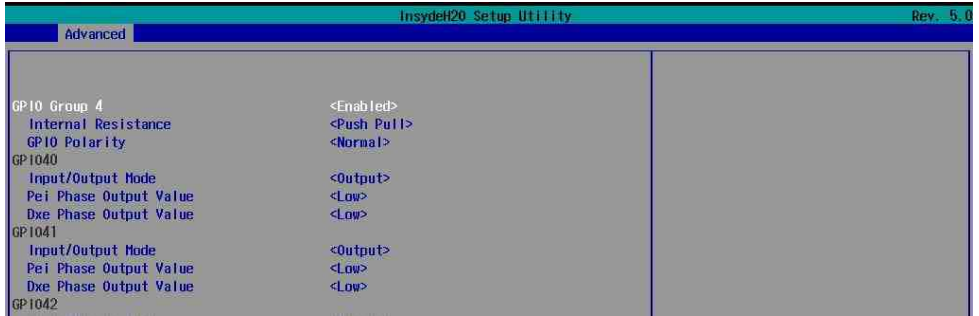 InsydeH20 Setup Utility Rev. 5.0
Advanced
GPIO Group 4 <Enabled>
Internal Resistance <Push Pull>
GPIO Polarity <Normal>
GPIO40
Input/Output Mode <Output>
Pei Phase Output Value <Low>
Dxe Phase Output Value <Low>
GPIO41
Input/Output Mode <Output>
Pei Phase Output Value <Low>
Dxe Phase Output Value <Low>
GPIO42